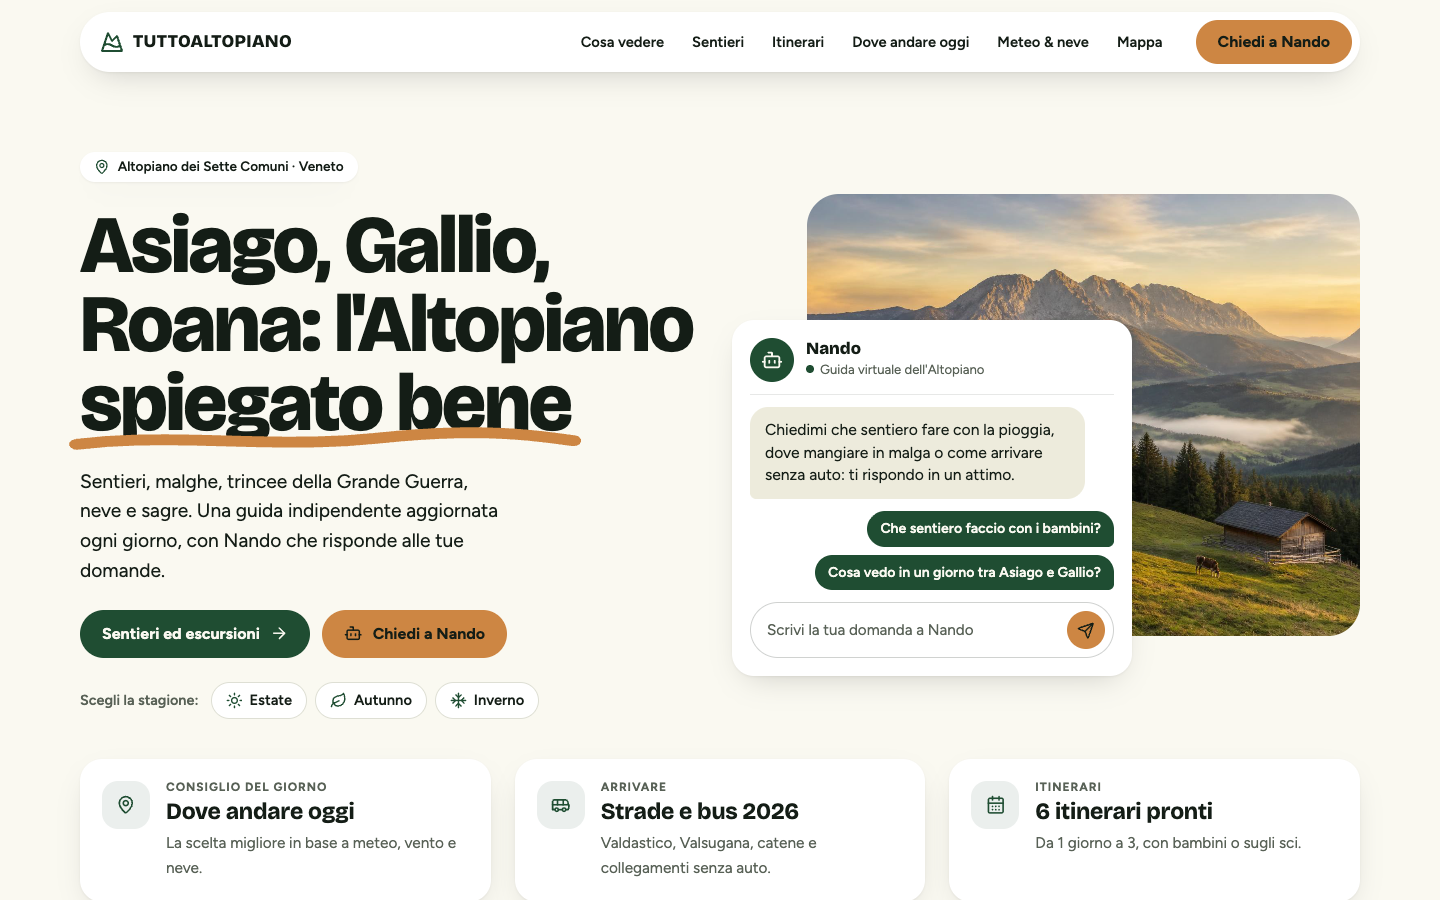 TUTTOALTOPIANO
Cosa vedere
Sentieri
Itinerari
Dove andare oggi
Meteo & neve
Mappa
Chiedi a Nando
Altopiano dei Sette Comuni · Veneto
Asiago, Gallio,
Roana: l'Altopiano
spiegato bene
Sentieri, malghe, trincee della Grande Guerra,
neve e sagre. Una guida indipendente aggiornata
ogni giorno, con Nando che risponde alle tue
domande.
Sentieri ed escursioni
Chiedi a Nando
Scegli la stagione:
Estate
Autunno
Inverno
Nando
Guida virtuale dell'Altopiano
Chiedimi che sentiero fare con la pioggia,
dove mangiare in malga o come arrivare
senza auto: ti rispondo in un attimo.
Che sentiero faccio con i bambini?
Cosa vedo in un giorno tra Asiago e Gallio?
Scrivi la tua domanda a Nando
CONSIGLIO DEL GIORNO
Dove andare oggi
La scelta migliore in base a meteo, vento e
neve.
ARRIVARE
Strade e bus 2026
Valdastico, Valsugana, catene e
collegamenti senza auto.
ITINERARI
6 itinerari pronti
Da 1 giorno a 3, con bambini o sugli sci.